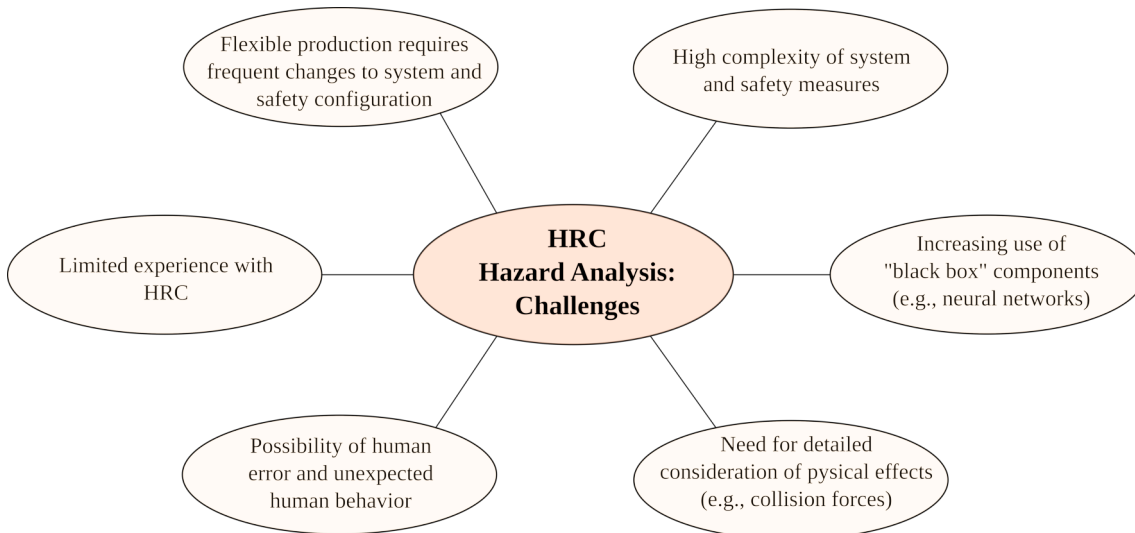 Flexible production requires
frequent changes to system and
safety configuration
High complexity of system
and safety measures
Limited experience with
HRC
HRC
Hazard Analysis:
Challenges
Increasing use of
"black box" components
(e.g., neural networks)
Possibility of human
error and unexpected
human behavior
Need for detailed
consideration of pysical effects
(e.g., collision forces)